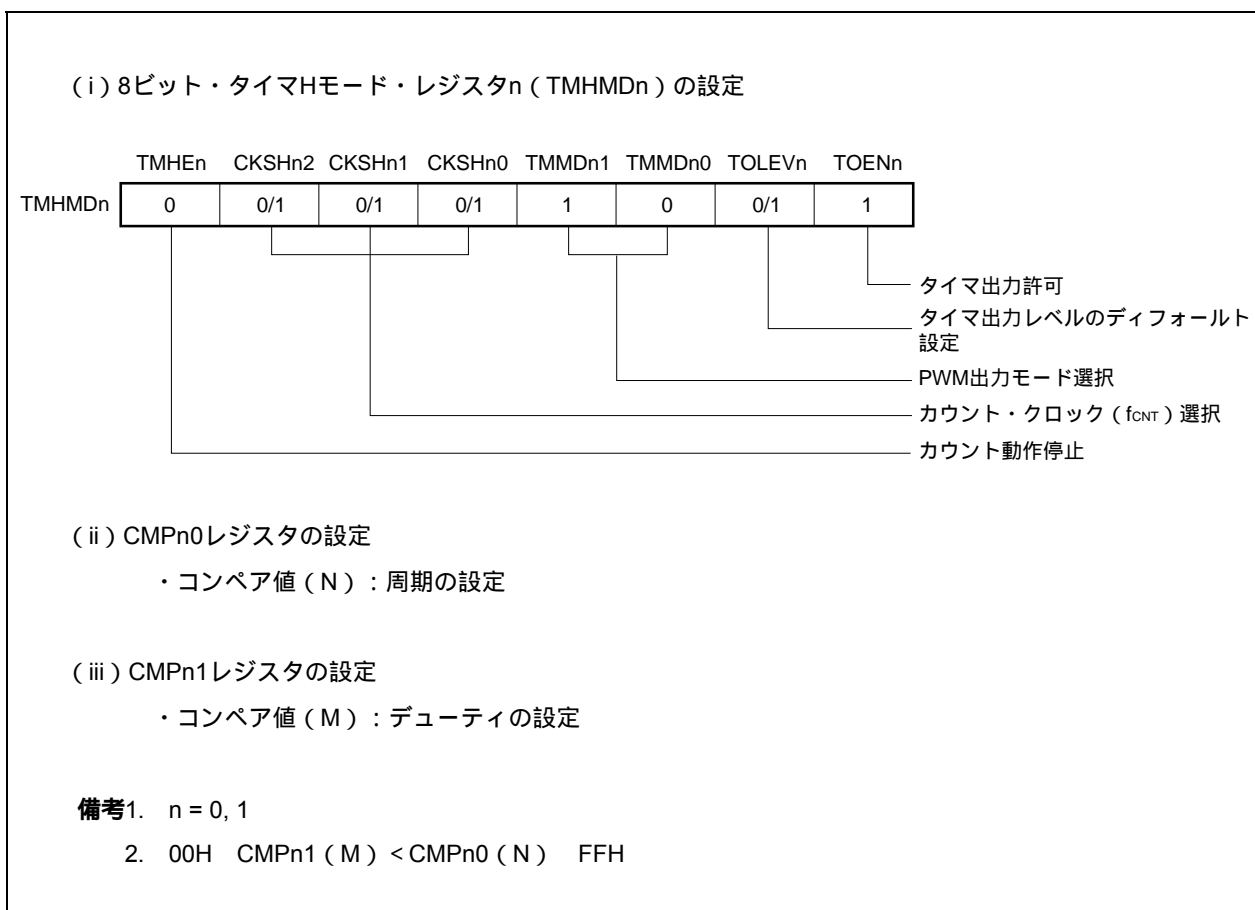 （i）8ビット・タイマHモード・レジスタn（TMHMDn）の設定
TMHEn CKSHn2 CKSHn1 CKSHn0 TMMDn1 TMMDn0 TOLEVn TOENn
TMHMDn 0 0/1 0/1 0/1 1 0 0/1 1
タイマ出力許可
タイマ出力レベルのディフォールト
設定
PWM出力モード選択
カウント・クロック（fCNT）選択
カウント動作停止
（ii）CMPn0レジスタの設定
・コンペア値（N）：周期の設定
（iii）CMPn1レジスタの設定
・コンペア値（M）：デューティの設定
備考1. n = 0, 1
2. 00H CMPn1（M）＜CMPn0（N） FFH